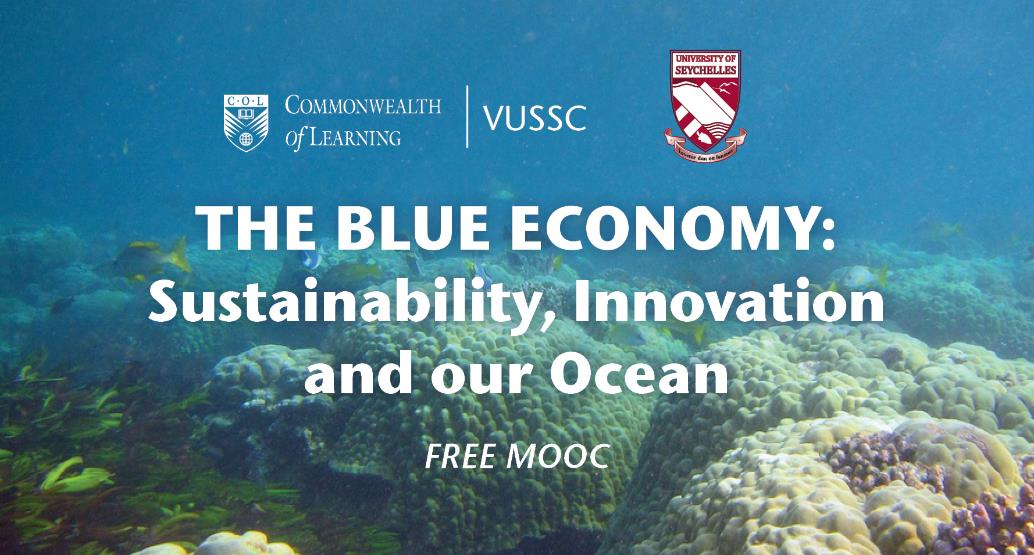 C·O·L
COMMONWEALTH
of LEARNING
VUSSC
UNIVERSITY OF
SEYCHELLES
THE BLUE ECONOMY:
Sustainability, Innovation
and our Ocean
FREE MOOC